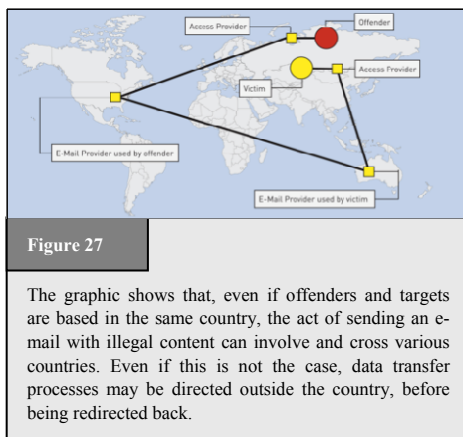 Access Provider
Offender
Access Provider
Victim
E-Mail Provider used by offender
E-Mail Provider used by victim
Figure 27
The graphic shows that, even if offenders and targets
are based in the same country, the act of sending an e-
mail with illegal content can involve and cross various
countries. Even if this is not the case, data transfer
processes may be directed outside the country, before
being redirected back.